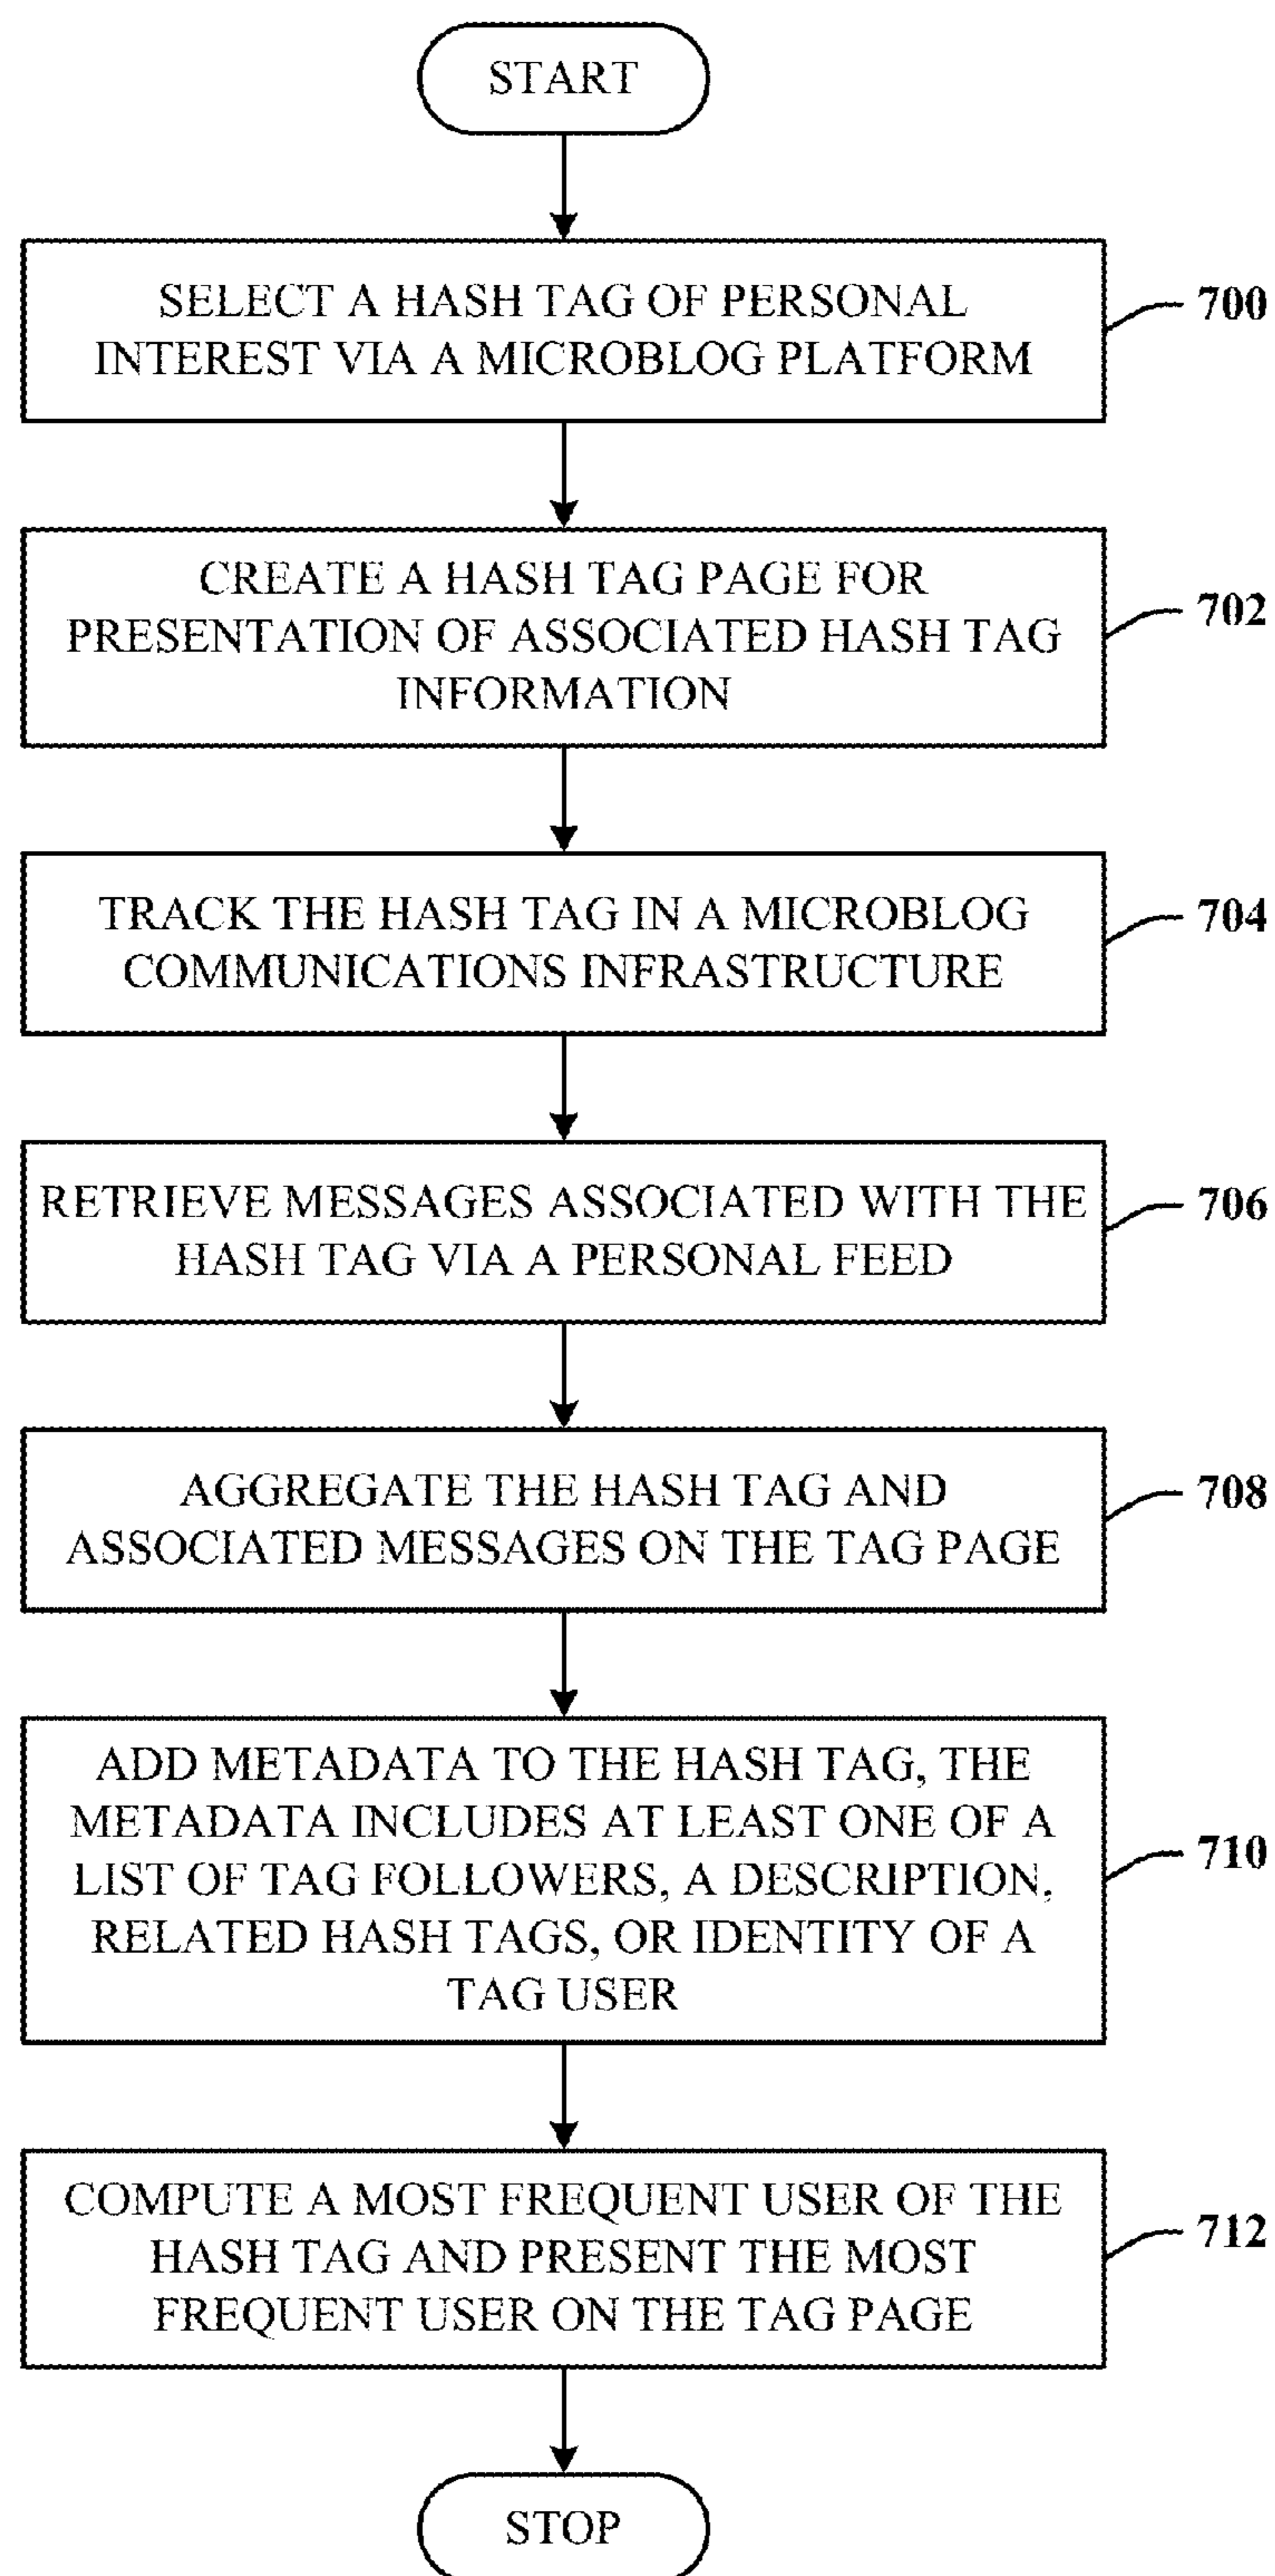 START
SELECT A HASH TAG OF PERSONAL
INTEREST VIA A MICROBLOG PLATFORM
700
CREATE A HASH TAG PAGE FOR
PRESENTATION OF ASSOCIATED HASH TAG
INFORMATION
702
TRACK THE HASH TAG IN A MICROBLOG
COMMUNICATIONS INFRASTRUCTURE
704
RETRIEVE MESSAGES ASSOCIATED WITH THE
HASH TAG VIA A PERSONAL FEED
706
AGGREGATE THE HASH TAG AND
ASSOCIATED MESSAGES ON THE TAG PAGE
708
ADD METADATA TO THE HASH TAG, THE
METADATA INCLUDES AT LEAST ONE OF A
LIST OF TAG FOLLOWERS, A DESCRIPTION,
RELATED HASH TAGS, OR IDENTITY OF A
TAG USER
710
COMPUTE A MOST FREQUENT USER OF THE
HASH TAG AND PRESENT THE MOST
FREQUENT USER ON THE TAG PAGE
712
STOP